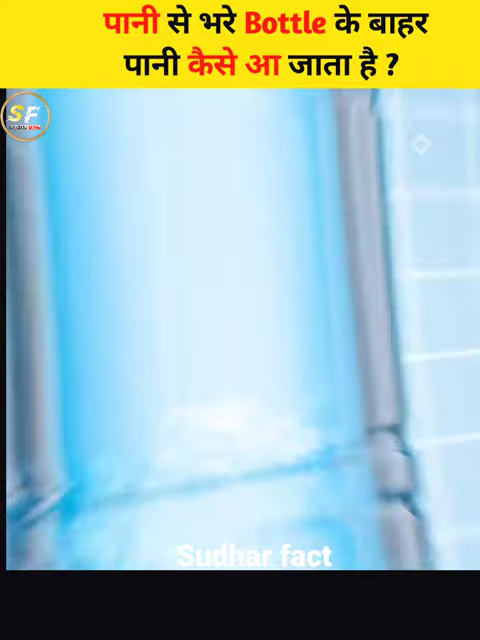 पानी से भरे Bottle के बाहर
पानी कैसे आ जाता है ?
SF
Sudhar fact